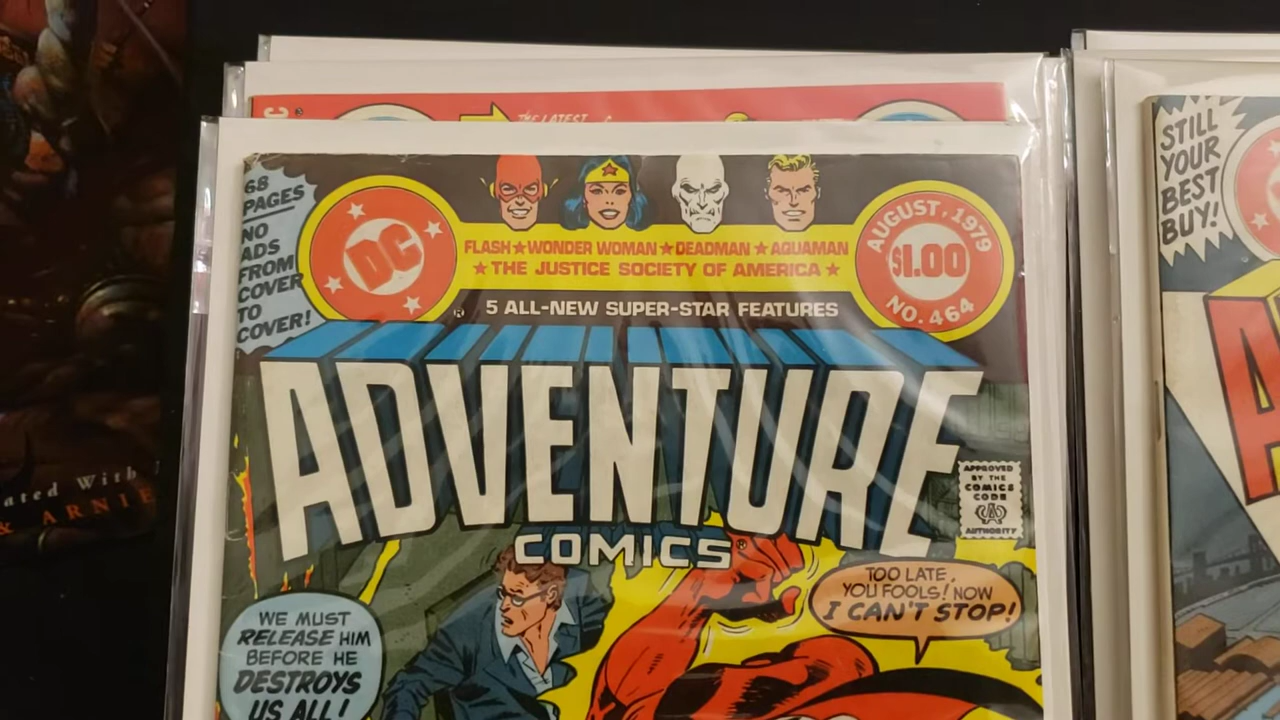 THE LATEST
68
PAGES
NO
ADS
FROM
COVER
TO
COVER!
DC
FLASH★WONDER WOMAN★DEADMAN★AQUAMAN
★THE JUSTICE SOCIETY OF AMERICA★
5 ALL-NEW SUPER-STAR FEATURES
AUGUST, 1979
$1.00
NO. 464
ADVENTURE
COMICS®
APPROVED
BY THE
COMICS
CODE
CA
AUTHORITY
WE MUST
RELEASE HIM
BEFORE HE
DESTROYS
US ALL!
TOO LATE,
YOU FOOLS! NOW
I CAN'T STOP!
STILL
YOUR
BEST
BUY!
A
ated With
& ARNIE